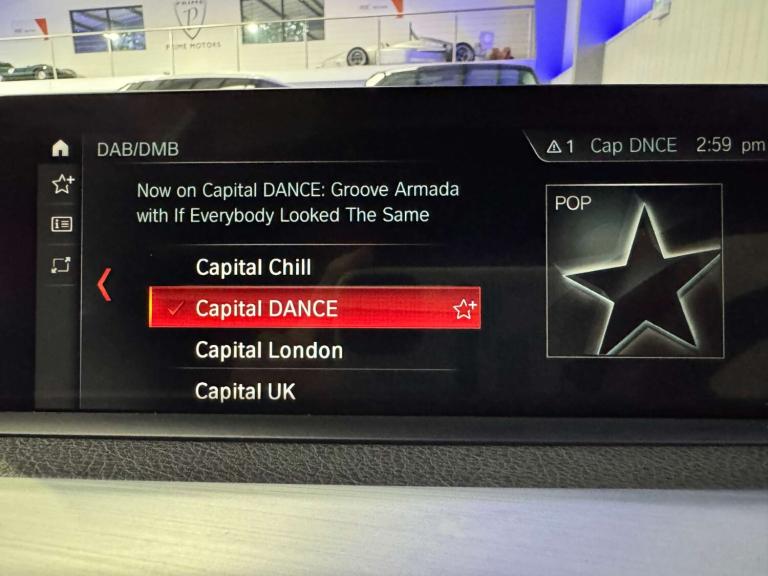 PRIME
PRIME MOTORS
DAB/DMB
1 Cap DNCE 2:59 pm
Now on Capital DANCE: Groove Armada
with If Everybody Looked The Same
POP
Capital Chill
Capital DANCE
Capital London
Capital UK